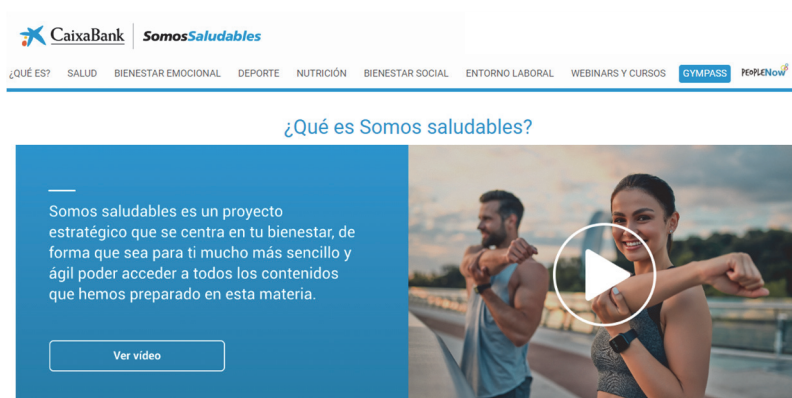 CaixaBank SomosSaludables
¿QUÉ ES? SALUD BIENESTAR EMOCIONAL DEPORTE NUTRICIÓN BIENESTAR SOCIAL ENTORNO LABORAL WEBINARS Y CURSOS GYMPASS PEOPLENow
¿Qué es Somos saludables?
Somos saludables es un proyecto
estratégico que se centra en tu bienestar, de
forma que sea para ti mucho más sencillo y
ágil poder acceder a todos los contenidos
que hemos preparado en esta materia.
Ver vídeo